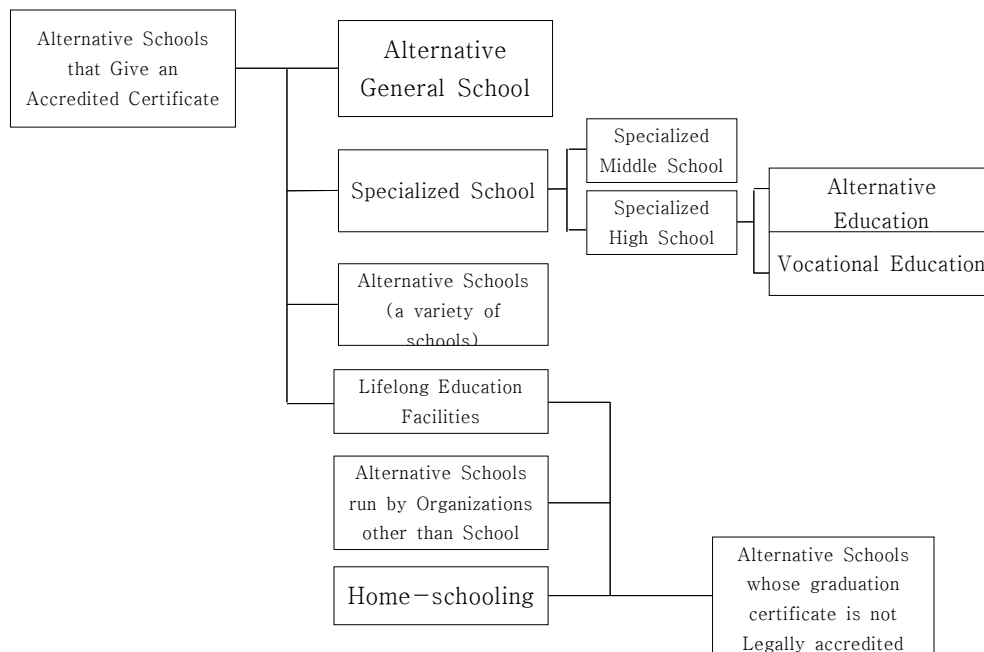 Alternative Schools
that Give an
Accredited Certificate
Alternative
General School
Specialized School
Specialized
Middle School
Specialized
High School
Alternative
Education
Vocational Education
Alternative Schools
(a variety of
schools)
Lifelong Education
Facilities
Alternative Schools
run by Organizations
other than School
Home-schooling
Alternative Schools
whose graduation
certificate is not
Legally accredited